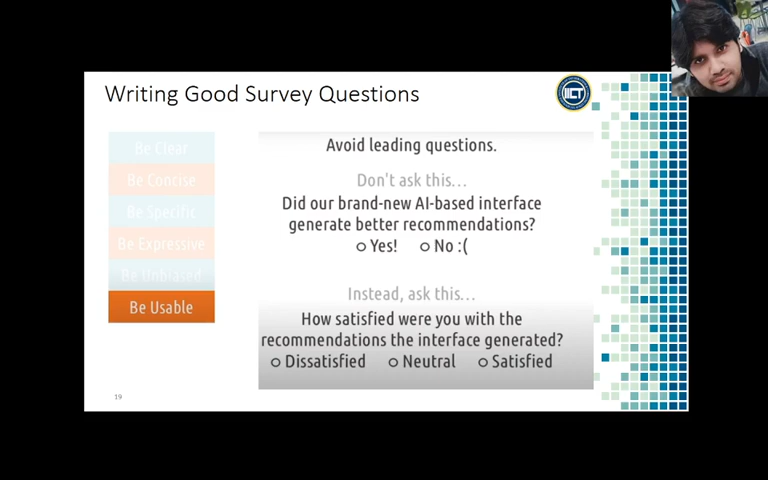 Writing Good Survey Questions
IICT
Be Clear
Be Concise
Be Specific
Be Expressive
Be Unbiased
Be Usable
Avoid leading questions.
Don't ask this...
Did our brand-new AI-based interface
generate better recommendations?
Yes! No :(
Instead, ask this...
How satisfied were you with the
recommendations the interface generated?
Dissatisfied Neutral Satisfied
19